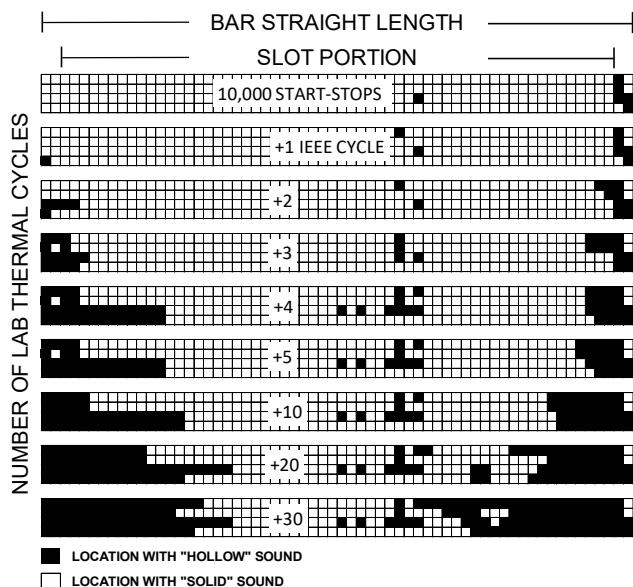 BAR STRAIGHT LENGTH
SLOT PORTION
NUMBER OF LAB THERMAL CYCLES
10,000 START-STOPS
+1 IEEE CYCLE
+2
+3
+4
+5
+10
+20
+30
LOCATION WITH "HOLLOW" SOUND
LOCATION WITH "SOLID" SOUND